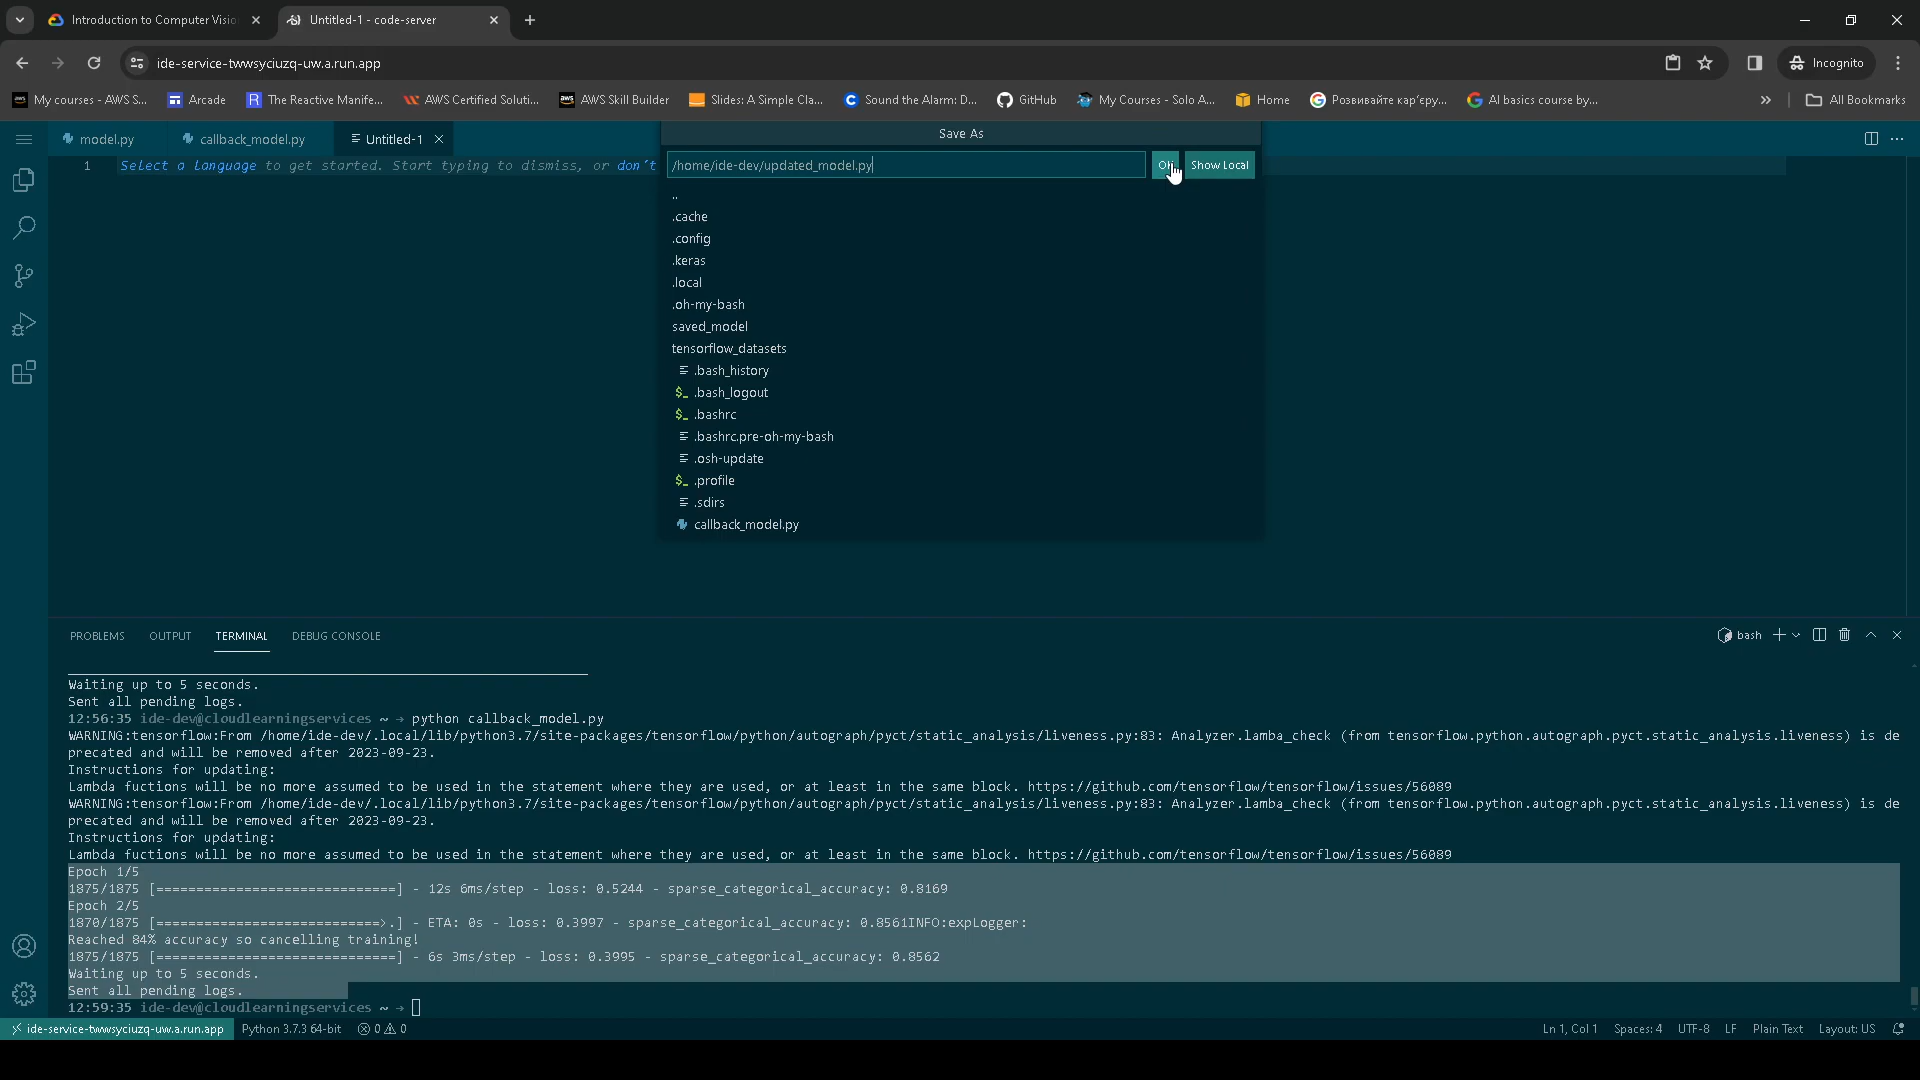 Introduction to Computer Visio
Untitled-1 - code-server
ide-service-twwsyciuzq-uw.a.run.app
Incognito
My courses - AWS S...
Arcade
The Reactive Manife...
AWS Certified Soluti...
AWS Skill Builder
Slides: A Simple Cla...
Sound the Alarm: D...
GitHub
My Courses - Solo A...
Home
Розвивайте кар'єру...
AI basics course by...
»
All Bookmarks
model.py
callback_model.py
Untitled-1
Save As
1
Select a language to get started. Start typing to dismiss, or don't
/home/ide-dev/updated_model.py
OK
Show Local
..
.cache
.config
.keras
.local
.oh-my-bash
saved_model
tensorflow_datasets
.bash_history
$_ .bash_logout
$_ .bashrc
.bashrc.pre-oh-my-bash
.osh-update
$_ .profile
.sdirs
callback_model.py
PROBLEMS
OUTPUT
TERMINAL
DEBUG CONSOLE
bash
Waiting up to 5 seconds.
Sent all pending logs.
12:56:35 ide-dev@cloudlearningservices ~ → python callback_model.py
WARNING:tensorflow:From /home/ide-dev/.local/lib/python3.7/site-packages/tensorflow/python/autograph/pyct/static_analysis/liveness.py:83: Analyzer.lamba_check (from tensorflow.python.autograph.pyct.static_analysis.liveness) is de
precated and will be removed after 2023-09-23.
Instructions for updating:
Lambda fuctions will be no more assumed to be used in the statement where they are used, or at least in the same block. https://github.com/tensorflow/tensorflow/issues/56089
WARNING:tensorflow:From /home/ide-dev/.local/lib/python3.7/site-packages/tensorflow/python/autograph/pyct/static_analysis/liveness.py:83: Analyzer.lamba_check (from tensorflow.python.autograph.pyct.static_analysis.liveness) is de
precated and will be removed after 2023-09-23.
Instructions for updating:
Lambda fuctions will be no more assumed to be used in the statement where they are used, or at least in the same block. https://github.com/tensorflow/tensorflow/issues/56089
Epoch 1/5
1875/1875 [==============================] - 12s 6ms/step - loss: 0.5244 - sparse_categorical_accuracy: 0.8169
Epoch 2/5
1870/1875 [============================>.] - ETA: 0s - loss: 0.3997 - sparse_categorical_accuracy: 0.8561INFO:expLogger:
Reached 84% accuracy so cancelling training!
1875/1875 [==============================] - 6s 3ms/step - loss: 0.3995 - sparse_categorical_accuracy: 0.8562
Waiting up to 5 seconds.
Sent all pending logs.
12:59:35 ide-dev@cloudlearningservices ~ →
ide-service-twwsyciuzq-uw.a.run.app
Python 3.7.3 64-bit
0
0
Ln 1, Col 1
Spaces: 4
UTF-8
LF
Plain Text
Layout: US